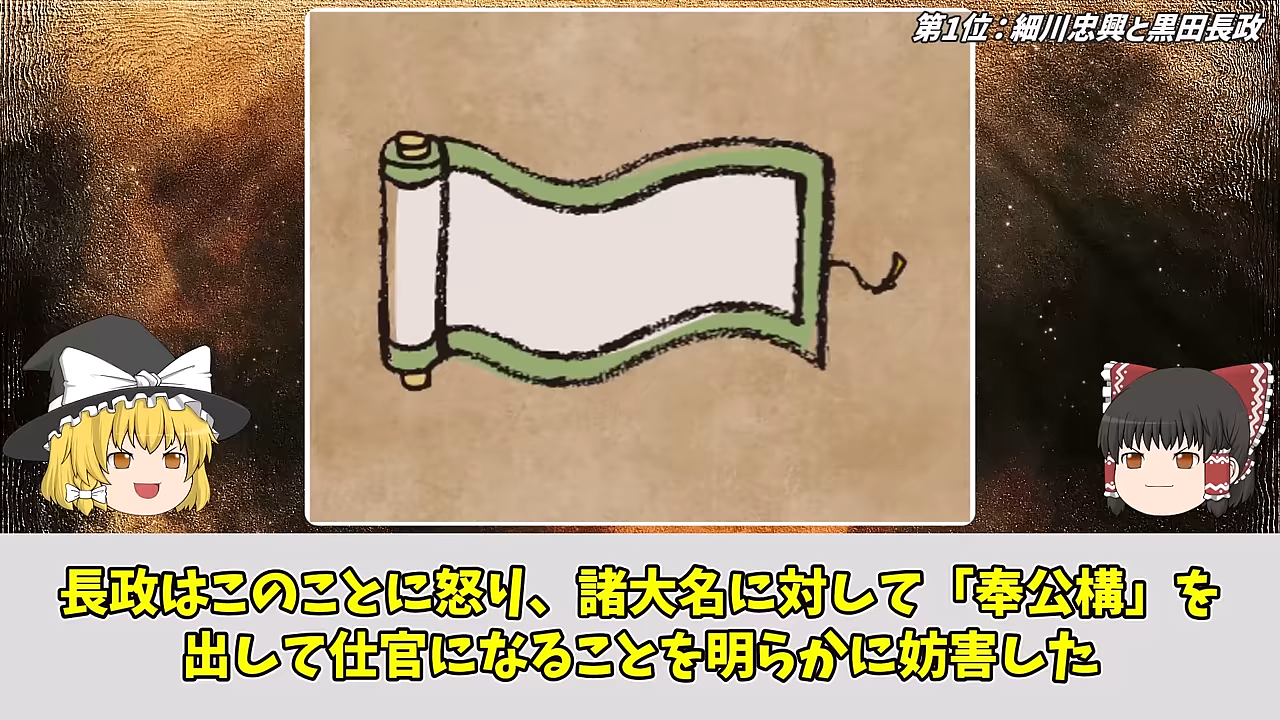 第1位：細川忠興と黒田長政
長政はこのことに怒り、諸大名に対して「奉公構」を
出して仕官になることを明らかに妨害した